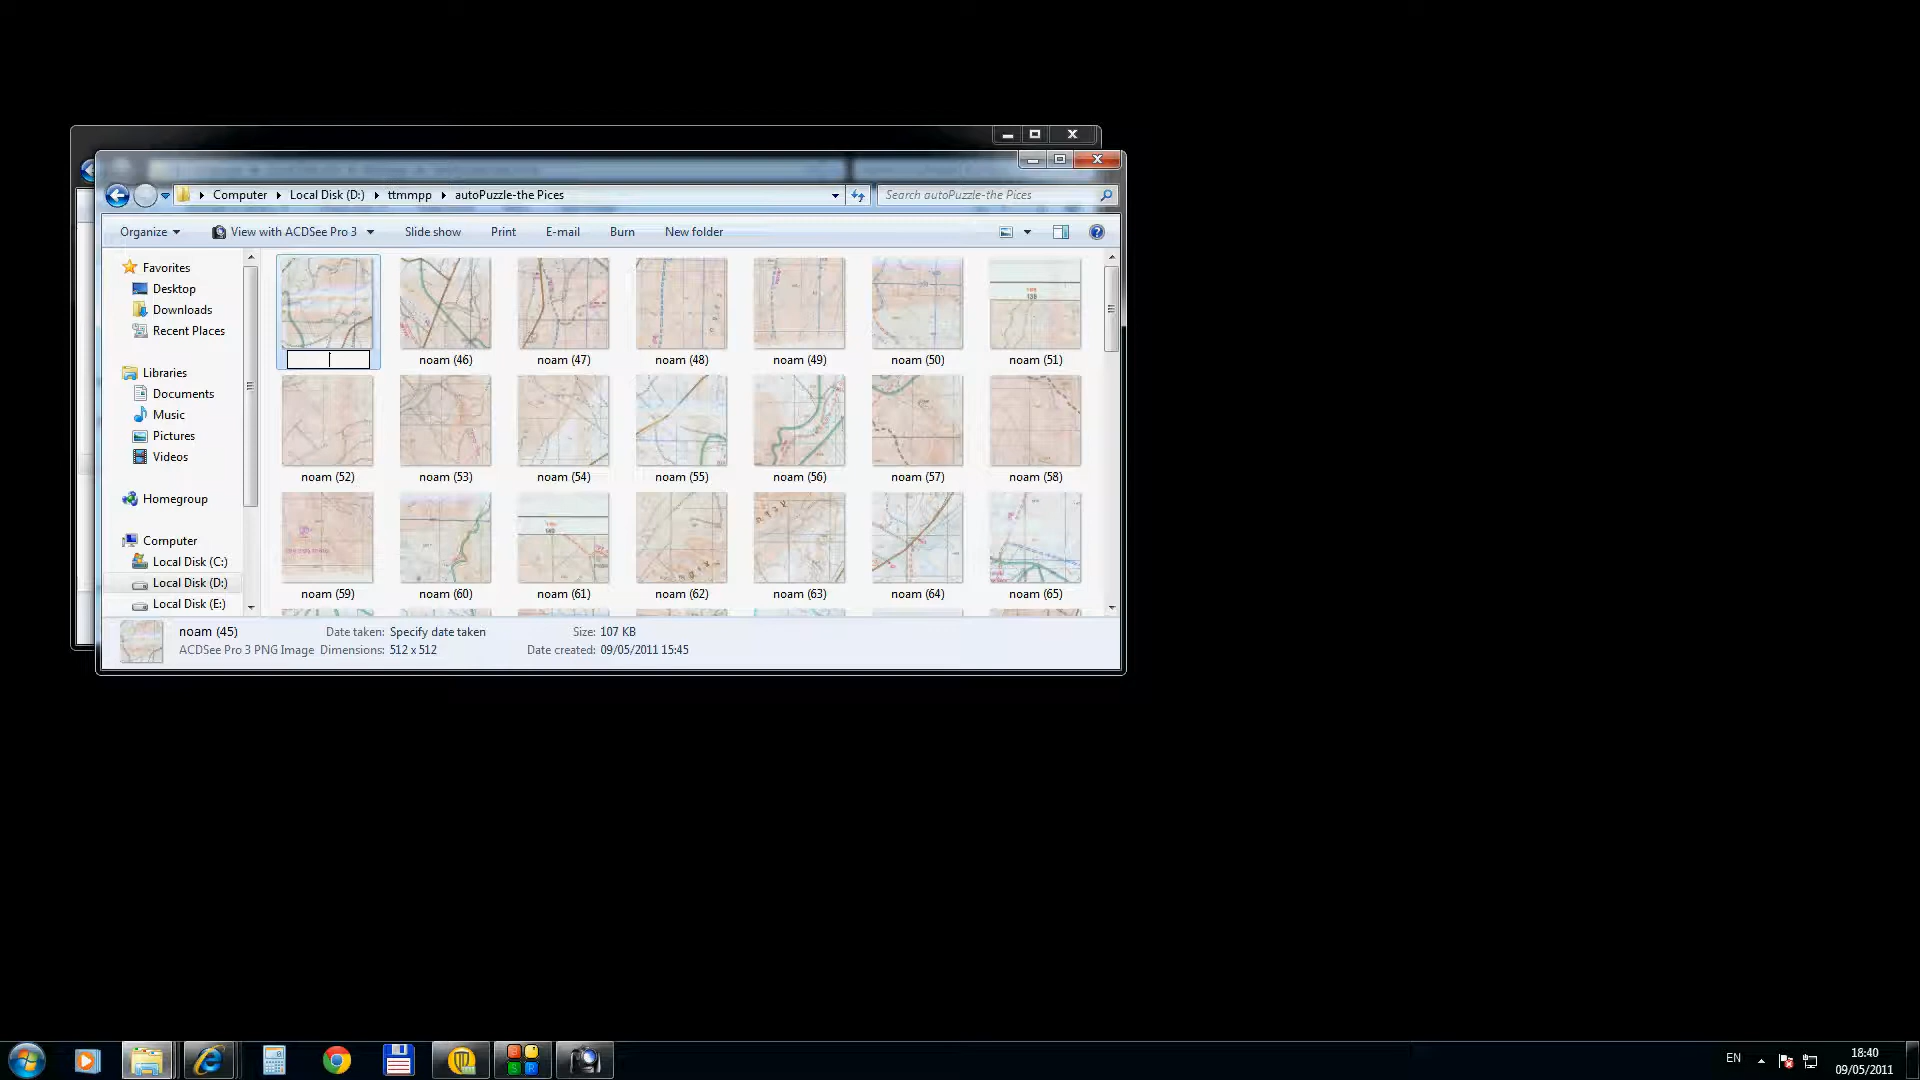 Computer Local Disk (D:) ttmmpp autoPuzzle-the Pices
Search autoPuzzle-the Pices
Organize View with ACDSee Pro 3 Slide show Print E-mail Burn New folder
Favorites
Desktop
Downloads
Recent Places
Libraries
Documents
Music
Pictures
Videos
Homegroup
Computer
Local Disk (C:)
Local Disk (D:)
Local Disk (E:)
noam (46) noam (47) noam (48) noam (49) noam (50) noam (51)
noam (52) noam (53) noam (54) noam (55) noam (56) noam (57) noam (58)
noam (59) noam (60) noam (61) noam (62) noam (63) noam (64) noam (65)
noam (45) Date taken: Specify date taken Size: 107 KB
ACDSee Pro 3 PNG Image Dimensions: 512 x 512 Date created: 09/05/2011 15:45
EN
18:40
09/05/2011